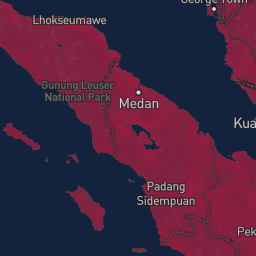 George Town
Lhokseumawe
Gunung Leuser
National Park
Medan
Kua
Padang
Sidempuan
Pek